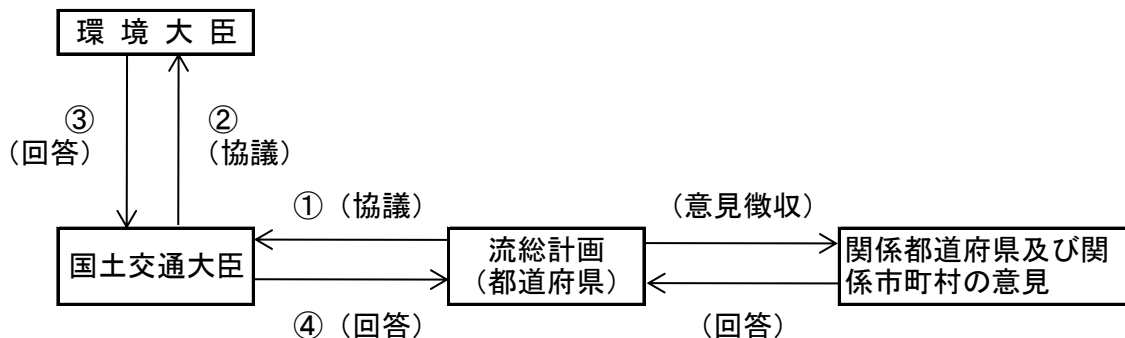 環 境 大 臣
③
（回答）
②
（協議）
①（協議）
（意見徴収）
国土交通大臣
流総計画
（都道府県）
関係都道府県及び関
係市町村の意見
④（回答）
（回答）